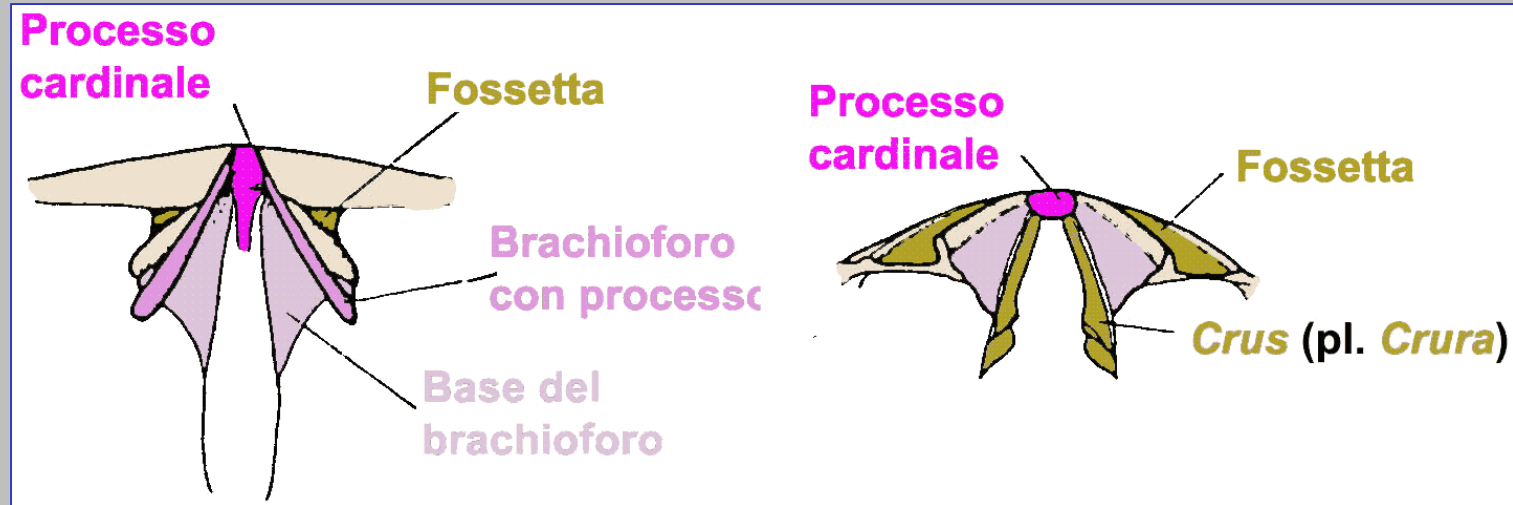 Processo
cardinale
Fossetta
Brachioforo
con processo
Base del
brachioforo
Processo
cardinale
Fossetta
Crus (pl. Crura)